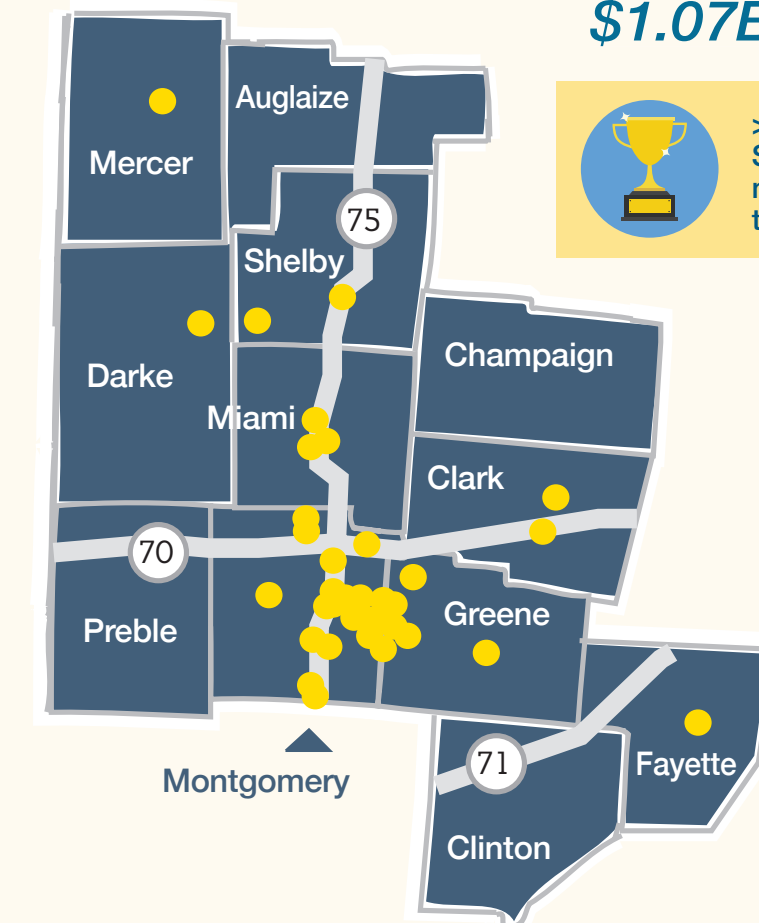 $1.07B
Auglaize
Mercer
75
Shelby
Champaign
Darke
Miami
Clark
70
Greene
Preble
71
Fayette
Montgomery
Clinton